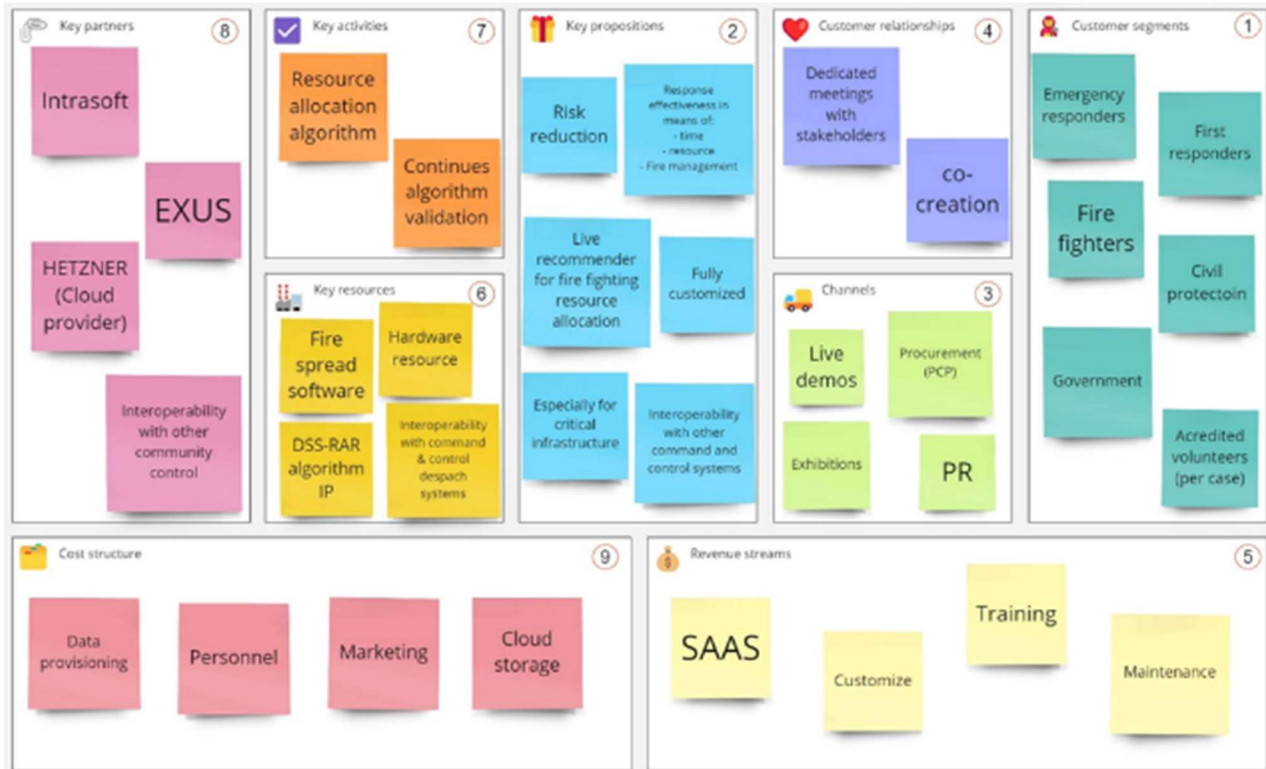 Key partners
8
Intrasoft
EXUS
HETZNER
(Cloud
provider)
Interoperability
with other
community
control
Key activities
7
Resource
allocation
algorithm
Continues
algorithm
validation
Key resources
6
Fire
spread
software
Hardware
resource
DSS-RAR
algorithm
IP
Interoperability
with command
& control
despach
systems
Key propositions
2
Risk
reduction
Response
effectiveness in
means of:
- time
- resource
- Fire management
Live
recommender
for fire fighting
resource
allocation
Fully
customized
Especially for
critical
infrastructure
Interoperability
with other
command and
control systems
Customer relationships
4
Dedicated
meetings
with
stakeholders
co-
creation
Channels
3
Live
demos
Procurement
(PCP)
Exhibitions
PR
Customer segments
1
Emergency
responders
First
responders
Fire
fighters
Civil
protectoin
Government
Acredited
volunteers
(per case)
Cost structure
9
Data
provisioning
Personnel
Marketing
Cloud
storage
Revenue streams
5
SAAS
Customize
Training
Maintenance